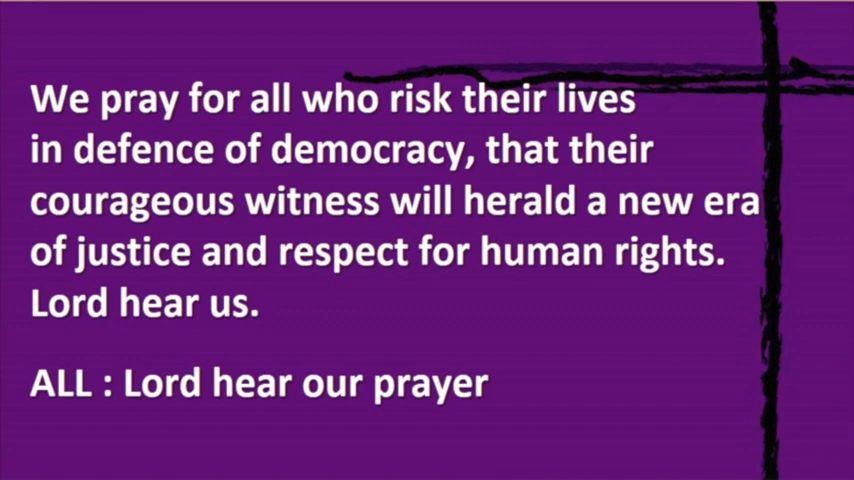 We pray for all who risk their lives
in defence of democracy, that their
courageous witness will herald a new era
of justice and respect for human rights.
Lord hear us.
ALL : Lord hear our prayer